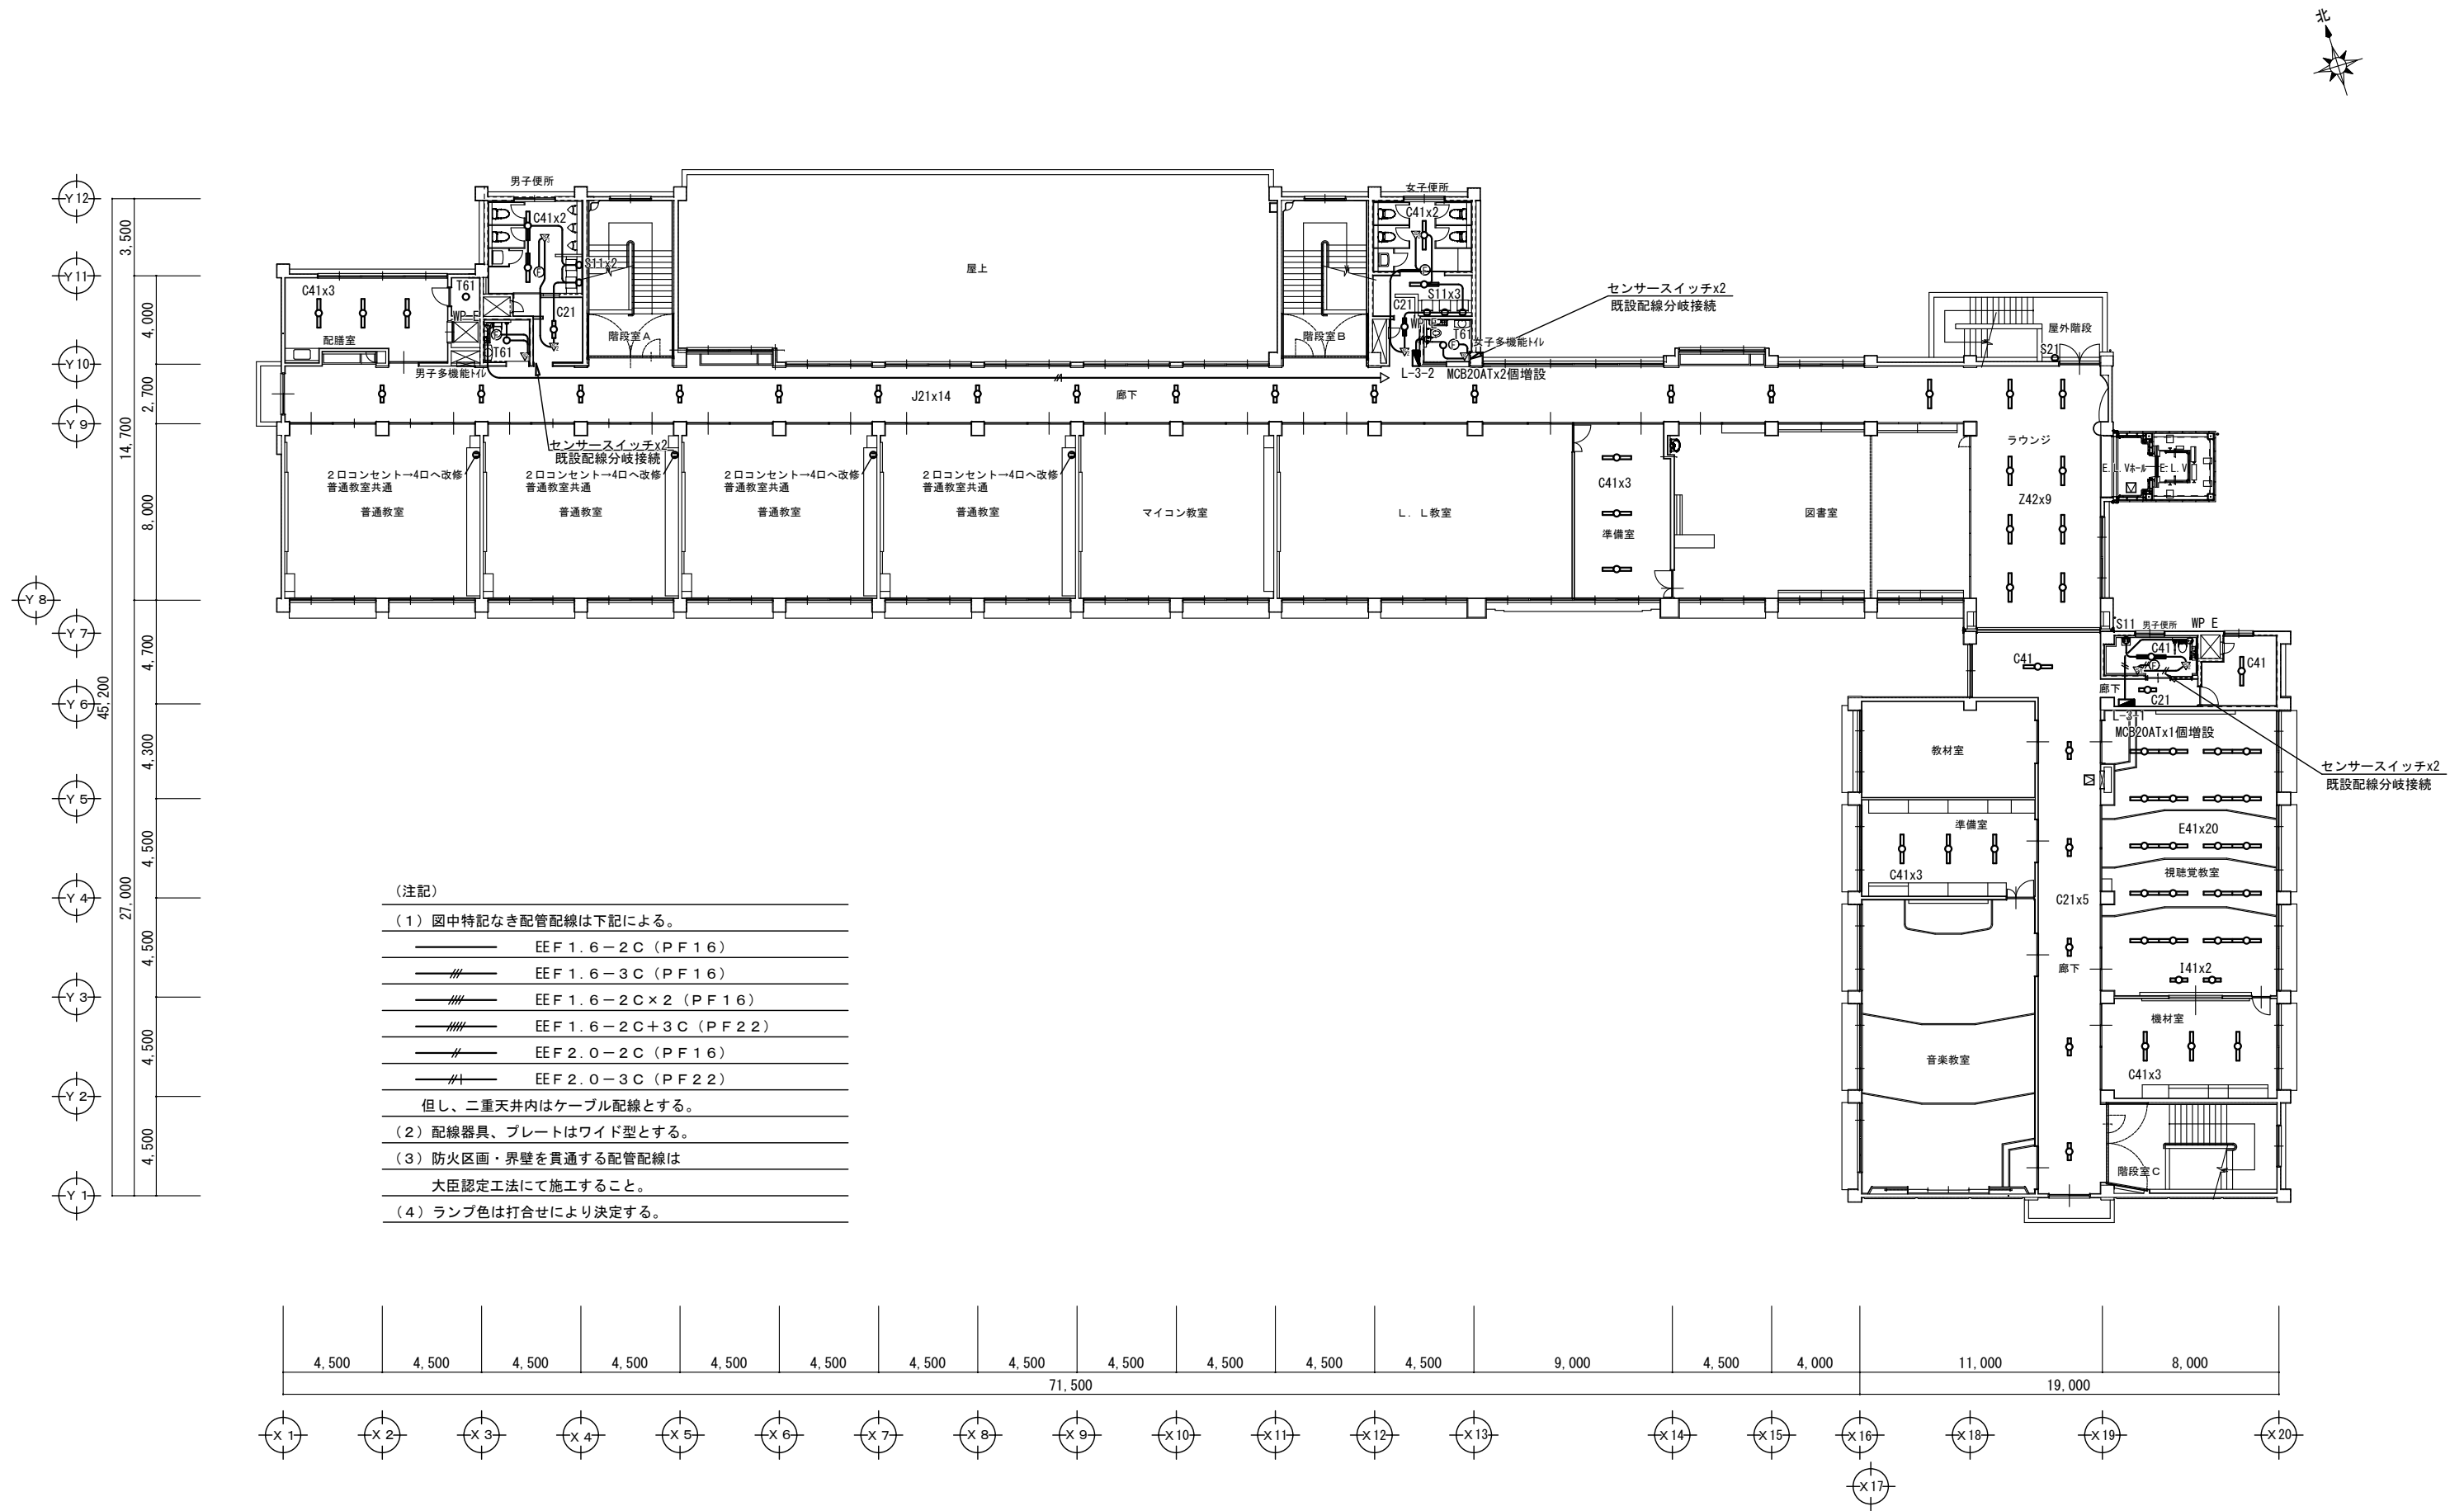 北
男子便所
女子便所
C41x2
C41x2
S11x2
屋上
T61
C41x3
WP E
配膳室
C21
T61
階段室A
階段室B
C21
S11x3
WP E
T61
女子多機能ﾄｲﾚ
センサースイッチx2
既設配線分岐接続
屋外階段
S21
男子多機能ﾄｲﾚ
L-3-2
MCB20ATx2個増設
J21x14
廊下
センサースイッチx2
既設配線分岐接続
ラウンジ
E.L.Vﾎｰﾙ
E.L.V
2口コンセント→4口へ改修
普通教室共通
普通教室
2口コンセント→4口へ改修
普通教室共通
普通教室
2口コンセント→4口へ改修
普通教室共通
普通教室
2口コンセント→4口へ改修
普通教室共通
普通教室
マイコン教室
L.L教室
C41x3
準備室
図書室
Z42x9
S11
男子便所
WP E
C41
C41
C41
廊下
C21
L-3-1
MCB20ATx1個増設
センサースイッチx2
既設配線分岐接続
教材室
準備室
C41x3
E41x20
視聴覚教室
C21x5
廊下
I41x2
機材室
C41x3
音楽教室
階段室C
(注記)
(1)図中特記なき配管配線は下記による。
EEF1.6-2C(PF16)
EEF1.6-3C(PF16)
EEF1.6-2C×2(PF16)
EEF1.6-2C+3C(PF22)
EEF2.0-2C(PF16)
EEF2.0-3C(PF22)
但し、二重天井内はケーブル配線とする。
(2)配線器具、プレートはワイド型とする。
(3)防火区画・界壁を貫通する配管配線は
大臣認定工法にて施工すること。
(4)ランプ色は打合せにより決定する。
Y12
Y11
Y10
Y9
Y8
Y7
Y6
Y5
Y4
Y3
Y2
Y1
3,500
4,000
2,700
14,700
8,000
4,700
45,200
4,300
4,500
27,000
4,500
4,500
4,500
4,500 4,500 4,500 4,500 4,500 4,500 4,500 4,500 4,500 4,500 4,500 4,500 9,000 4,500 4,000 11,000 8,000
71,500 19,000
X1 X2 X3 X4 X5 X6 X7 X8 X9 X10 X11 X12 X13 X14 X15 X16 X18 X19 X20
X17